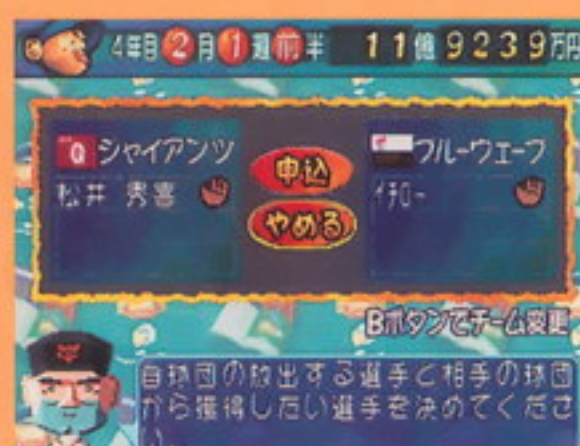 4年目2月1週前半 11億9239万円
G シャイアンツ
松井 秀喜
申込
やめる
ブルーウェーブ
イチロー
Bボタンでチーム変更
自球団の放出する選手と相手の球団
から獲得したい選手を決めてくださ
い。